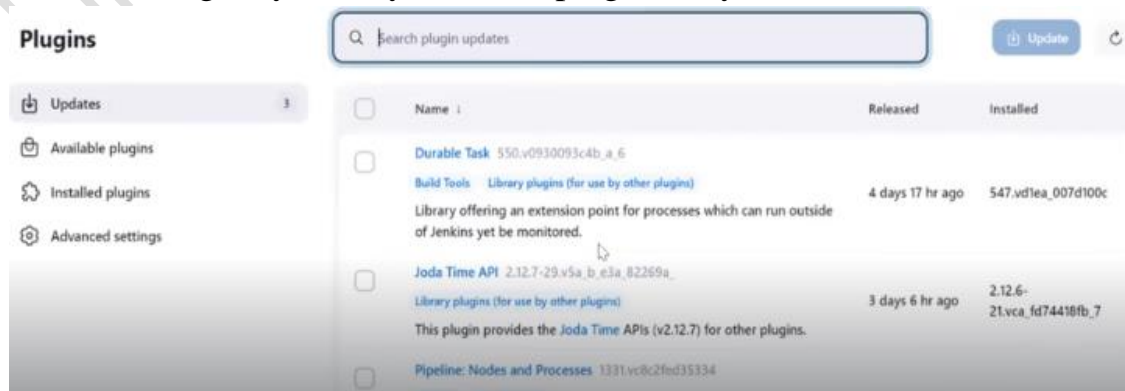 Plugins
Search plugin updates
Update
Updates 3
Available plugins
Installed plugins
Advanced settings
Name ↓ Released Installed
Durable Task 550.v0930093c4b_a_6
Build Tools Library plugins (for use by other plugins)
Library offering an extension point for processes which can run outside
of Jenkins yet be monitored.
4 days 17 hr ago 547.vd1ea_007d100c
Joda Time API 2.12.7-29.v5a_b_e3a_82269a_
Library plugins (for use by other plugins)
This plugin provides the Joda Time APIs (v2.12.7) for other plugins.
3 days 6 hr ago
2.12.6-
21.vca_fd74418fb_7
Pipeline: Nodes and Processes 1331.vc8c2fed35334